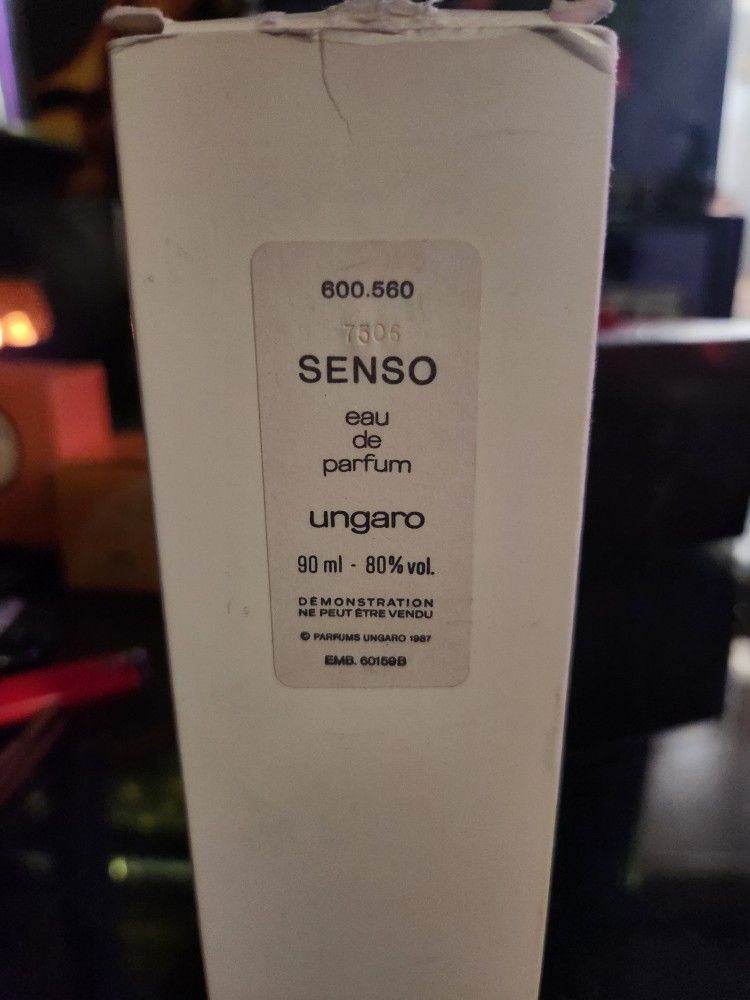 600.560
7506
SENSO
eau
de
parfum
ungaro
90 ml - 80% vol.
DÉMONSTRATION
NE PEUT ÊTRE VENDU
© PARFUMS UNGARO 1987
EMB. 60159B